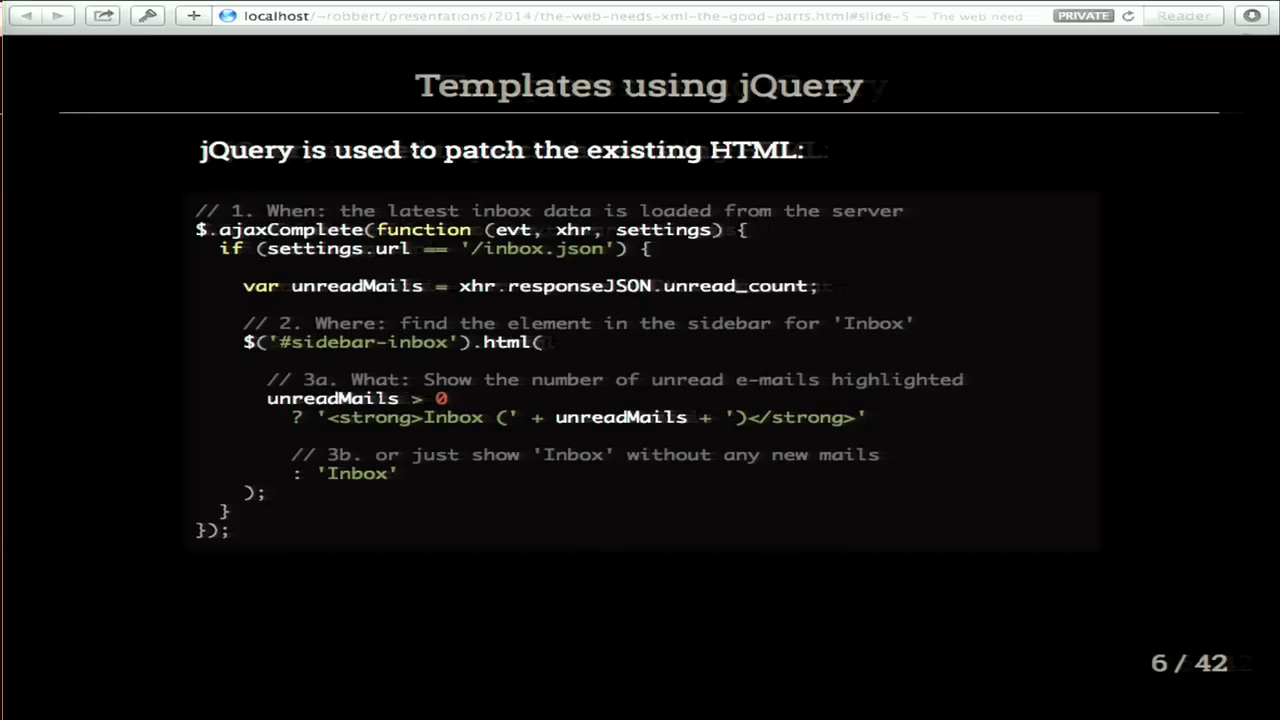 localhost/~robbert/presentations/2014/the-web-needs-xml-the-good-parts.html#slide-5 — The web need
PRIVATE
Reader
Templates using jQuery
jQuery is used to patch the existing HTML:
// 1. When: the latest inbox data is loaded from the server
$.ajaxComplete(function (evt, xhr, settings) {
if (settings.url == '/inbox.json') {
var unreadMails = xhr.responseJSON.unread_count;
// 2. Where: find the element in the sidebar for 'Inbox'
$('#sidebar-inbox').html(
// 3a. What: Show the number of unread e-mails highlighted
unreadMails > 0
? '<strong>Inbox (' + unreadMails + ')</strong>'
// 3b. or just show 'Inbox' without any new mails
: 'Inbox'
);
}
});
6 / 42